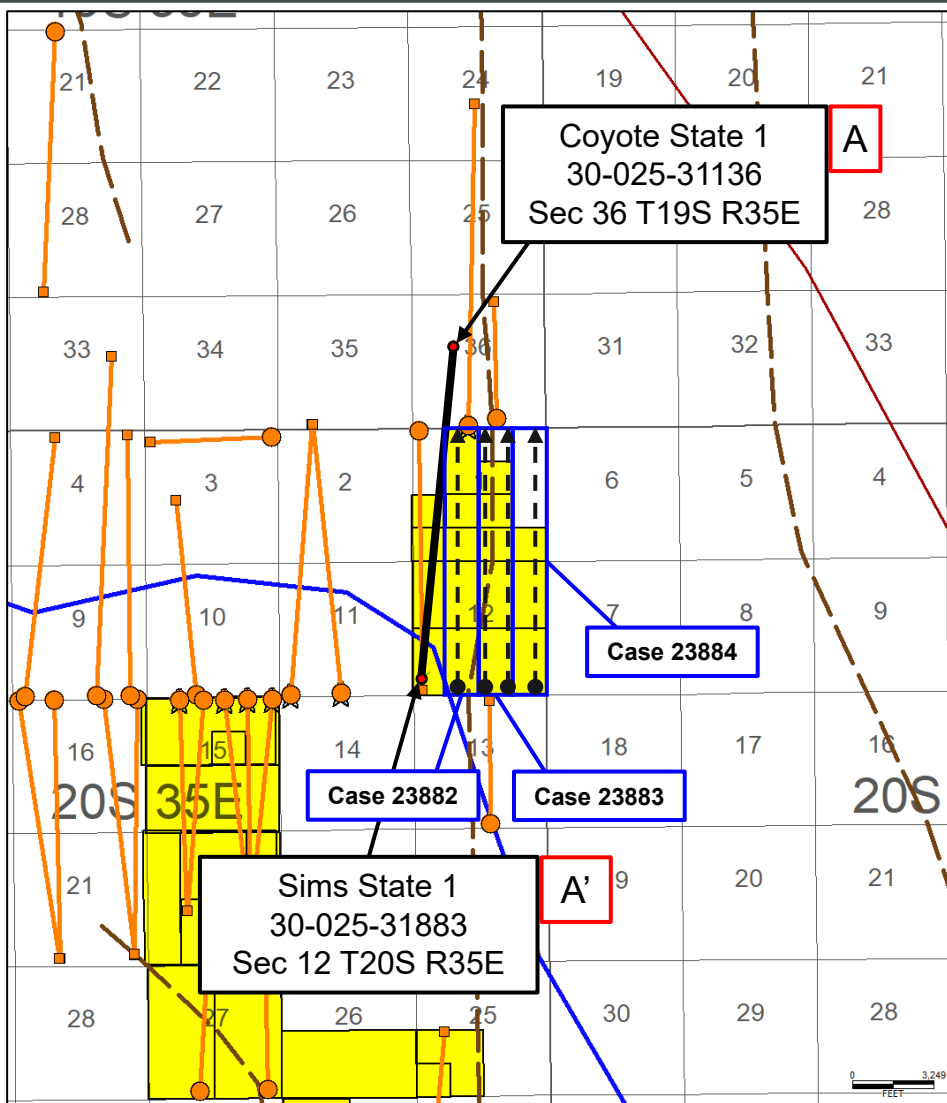 21 22 23 24 19 20 21
Coyote State 1
30-025-31136
Sec 36 T19S R35E
A
28 27 26 25 28
33 34 35 36 31 32 33
4 3 2 1 6 5 4
9 10 11 12 7 8 9
Case 23884
16 15 14 13 18 17 16
20S 35E
20S
Case 23882
Case 23883
21
Sims State 1
30-025-31883
Sec 12 T20S R35E
A’
9 20 21
28 27 26 25 30 29 28
0 3,249
FEET